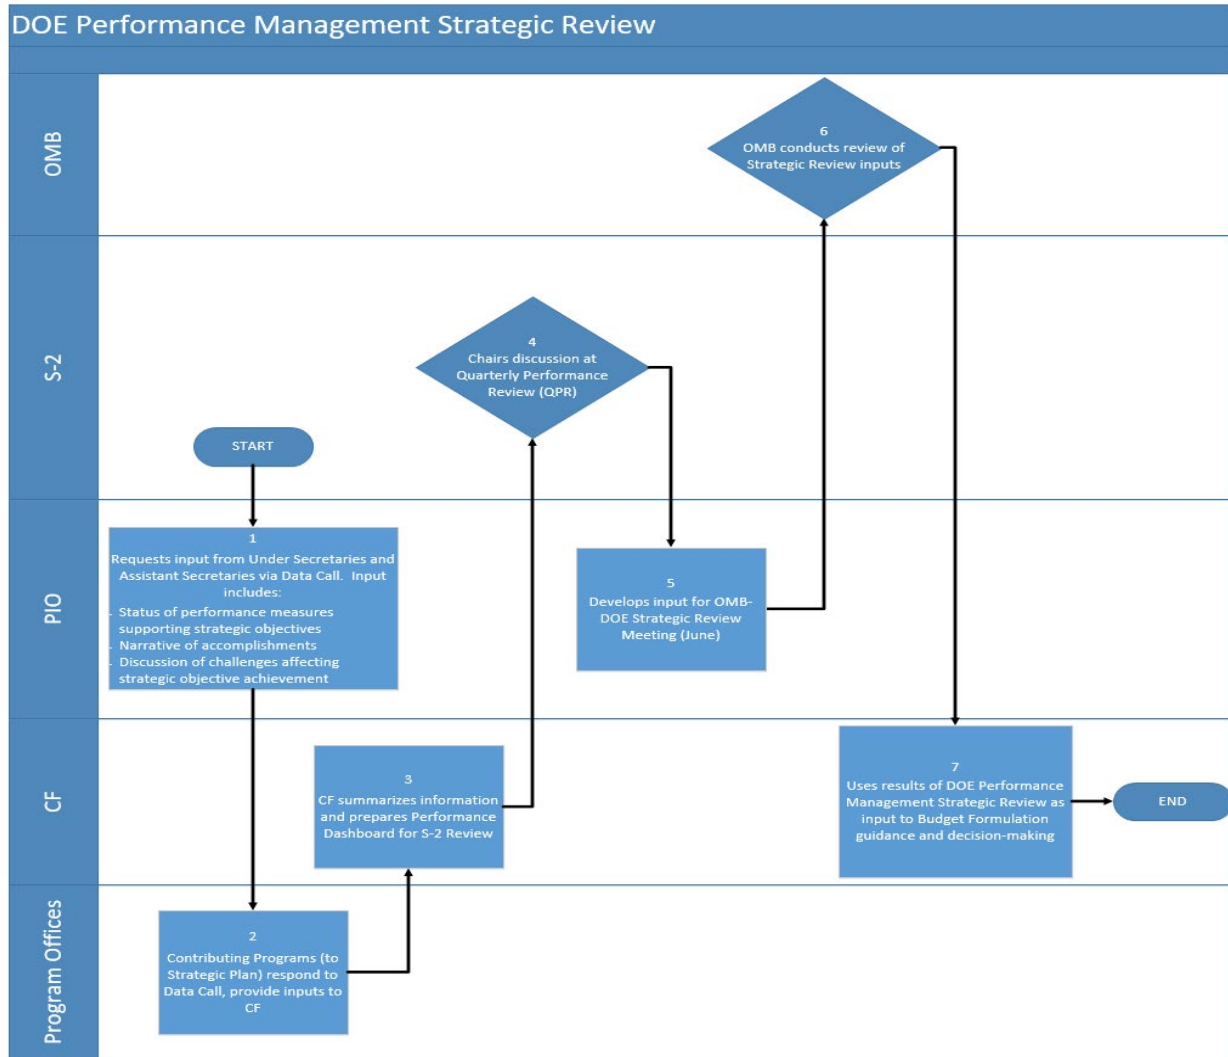 DOE Performance Management Strategic Review
OMB
6
OMB conducts review of
Strategic Review inputs
S-2
4
Chairs discussion at
Quarterly Performance
Review (QPR)
START
PIO
1
Requests input from Under Secretaries and
Assistant Secretaries via Data Call.  Input
includes:
. Status of performance measures
supporting strategic objectives
. Narrative of accomplishments
. Discussion of challenges affecting
strategic objective achievement
5
Develops input for OMB-
DOE Strategic Review
Meeting (June)
CF
3
CF summarizes information
and prepares Performance
Dashboard for S-2 Review
7
Uses results of DOE Performance
Management Strategic Review as
input to Budget Formulation
guidance and decision-making
END
Program Offices
2
Contributing Programs (to
Strategic Plan) respond to
Data Call, provide inputs to
CF